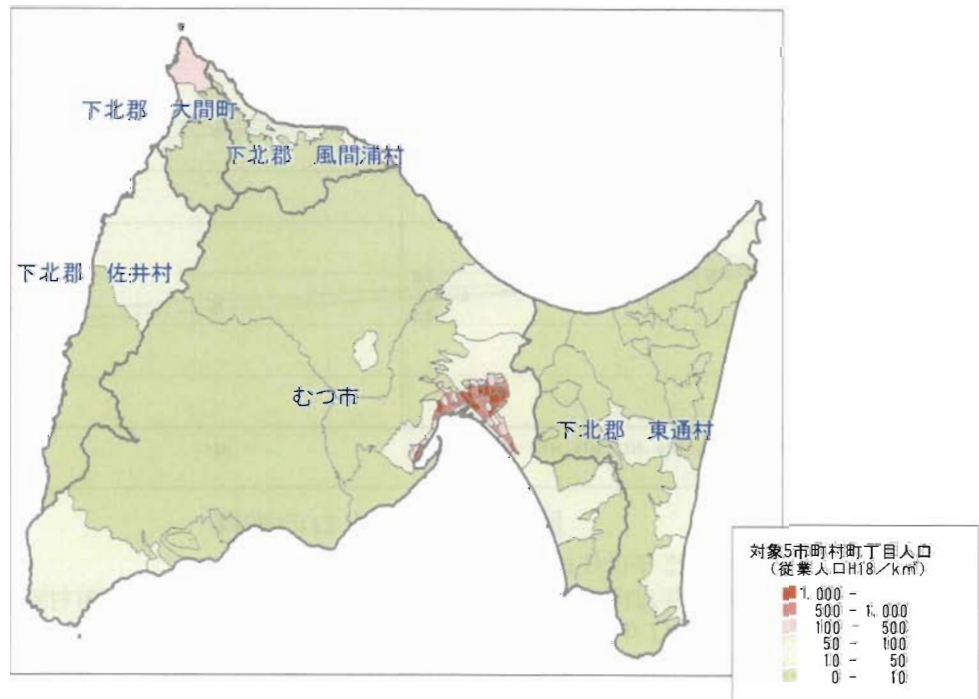 下北郡 大間町
下北郡 風間浦村
下北郡 佐井村
むつ市
下北郡 東通村
対象5市町村町丁目人口
(従業人口H18/km²)
1,000 -
500 - 1,000
100 - 500
50 - 100
10 - 50
0 - 10